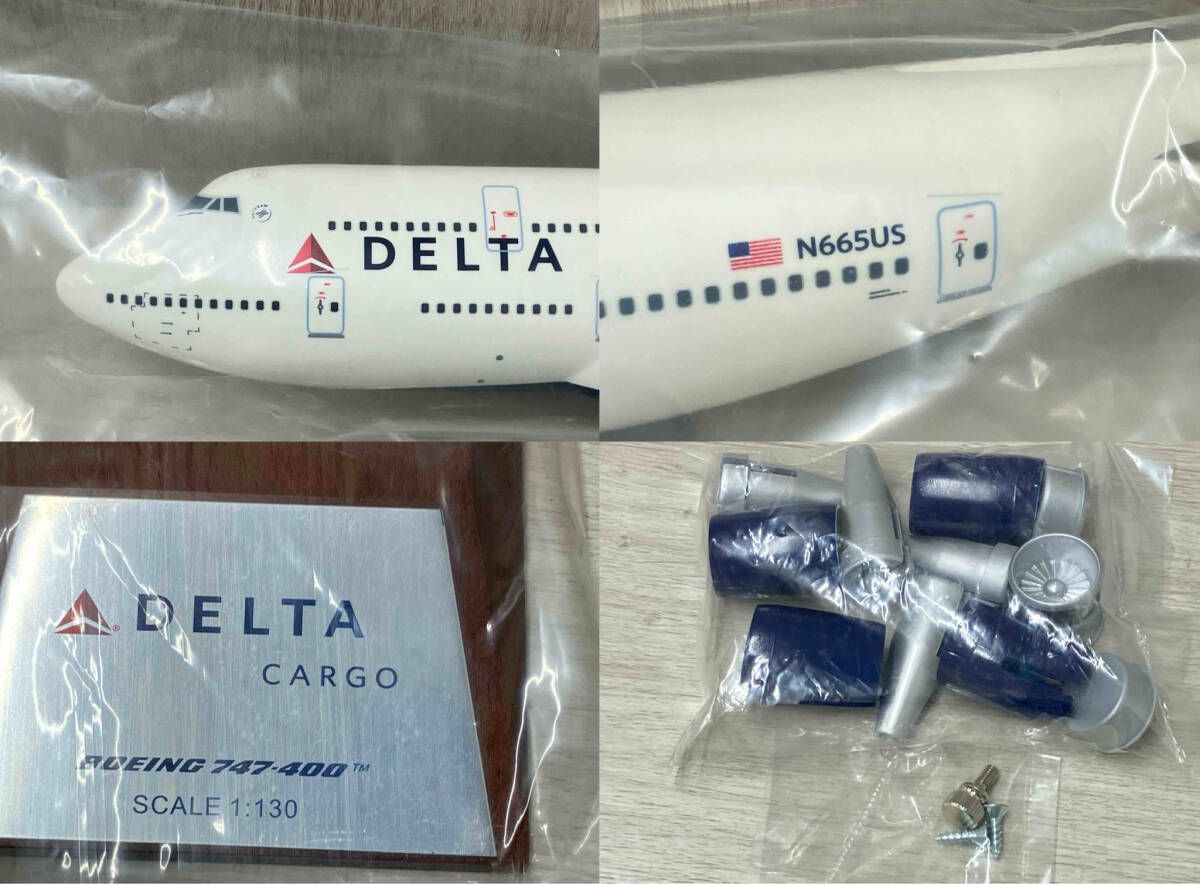 DELTA
N665US
DELTA®
CARGO
BOEING 747-400™
SCALE 1:130